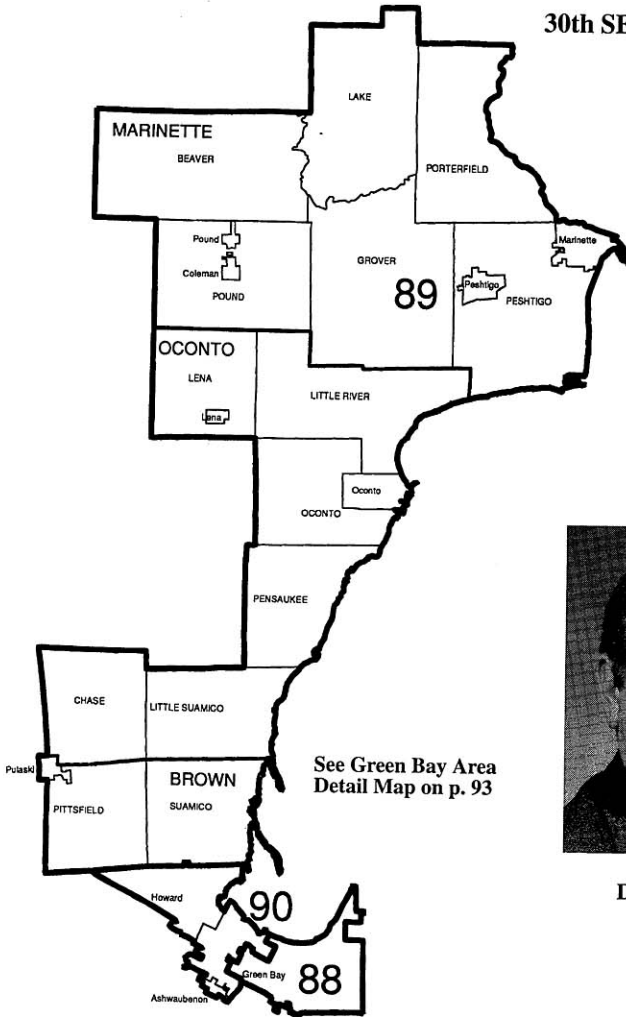 30th SE
LAKE
MARINETTE
BEAVER
PORTERFIELD
Pound
Marinette
GROVER
Coleman
89
Peshtigo
POUND
PESHTIGO
OCONTO
LENA
LITTLE RIVER
Lena
Oconto
OCONTO
PENSAUKEE
CHASE
LITTLE SUAMICO
See Green Bay Area
Detail Map on p. 93
Pulaski
BROWN
PITTSFIELD
SUAMICO
Howard
90
Green Bay
88
Ashwaubenon
D